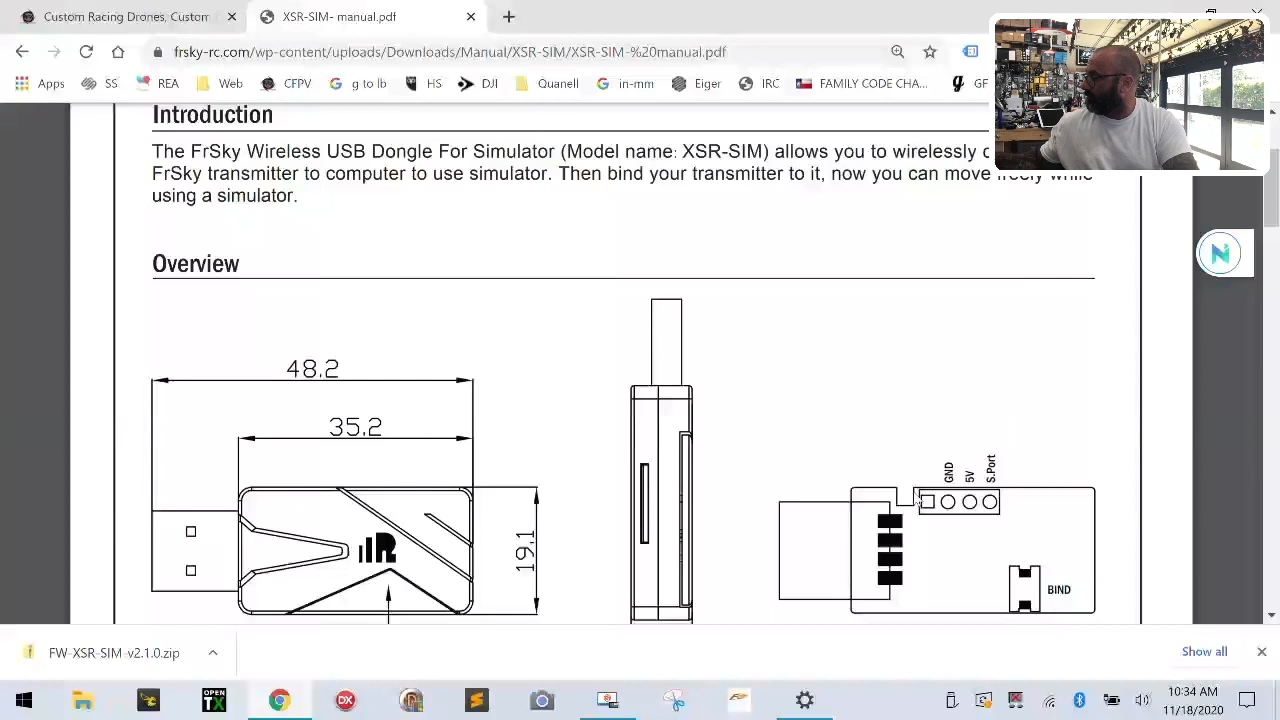 Custom Racing Drones, Custom
XSR-SIM- manual.pdf
frsky-rc.com/wp-content/uploads/Downloads/Manual/XSR-SIM/XSR-SIM-%20manual.pdf
Apps SS REA Web CRD g to lb HS DJI Juanell in-mm Eiger IRC FAMILY CODE CHA... GF
Introduction
The FrSky Wireless USB Dongle For Simulator (Model name: XSR-SIM) allows you to wirelessly
FrSky transmitter to computer to use simulator. Then bind your transmitter to it, now you can move freely while
using a simulator.
Overview
48.2
35.2
19.1
GND
5V
S.Port
BIND
FW-XSR-SIM-v2.1.0.zip
Show all
OPEN
TX
10:34 AM
11/18/2020